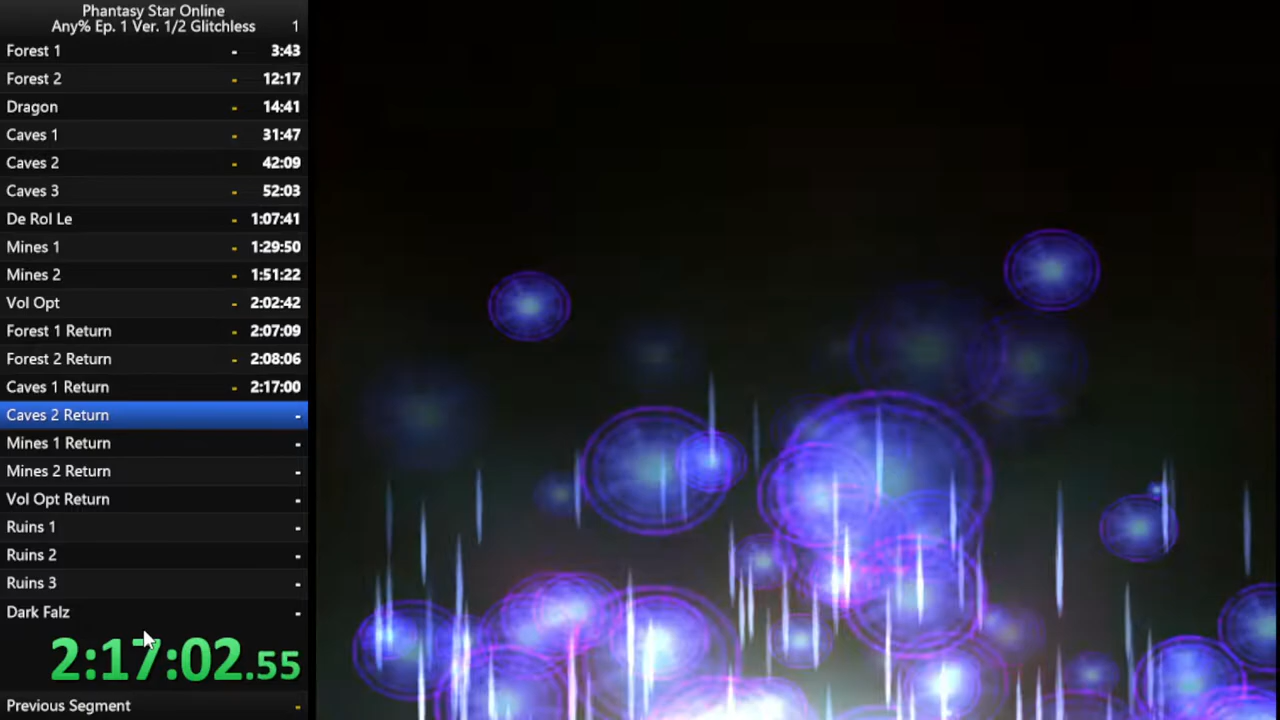 Phantasy Star Online
Any% Ep. 1 Ver. 1/2 Glitchless 1
Forest 1 - 3:43
Forest 2 - 12:17
Dragon - 14:41
Caves 1 - 31:47
Caves 2 - 42:09
Caves 3 - 52:03
De Rol Le - 1:07:41
Mines 1 - 1:29:50
Mines 2 - 1:51:22
Vol Opt - 2:02:42
Forest 1 Return - 2:07:09
Forest 2 Return - 2:08:06
Caves 1 Return - 2:17:00
Caves 2 Return -
Mines 1 Return -
Mines 2 Return -
Vol Opt Return -
Ruins 1 -
Ruins 2 -
Ruins 3 -
Dark Falz -
2:17:02.55
Previous Segment -